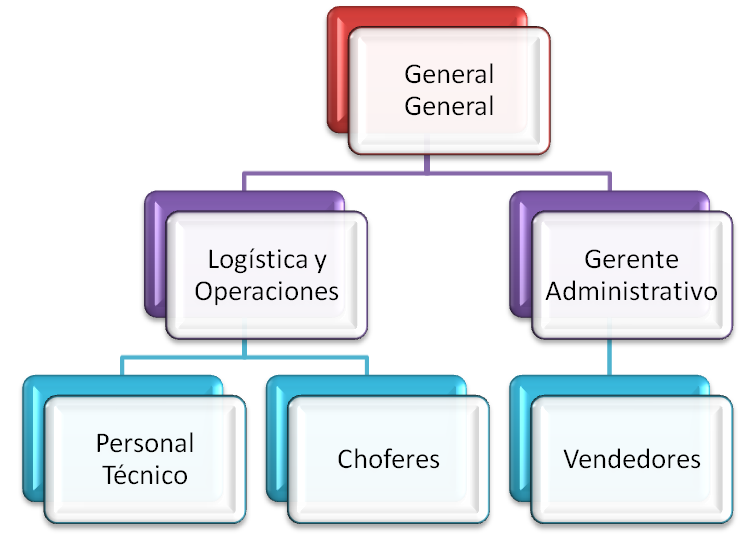 General
General
Logística y
Operaciones
Gerente
Administrativo
Personal
Técnico
Choferes
Vendedores